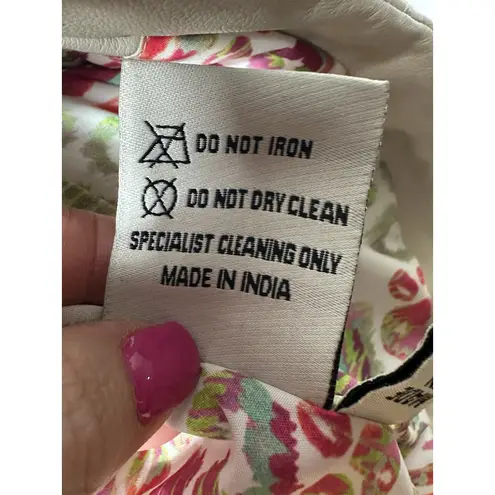 DO NOT IRON
DO NOT DRY CLEAN
SPECIALIST CLEANING ONLY
MADE IN INDIA